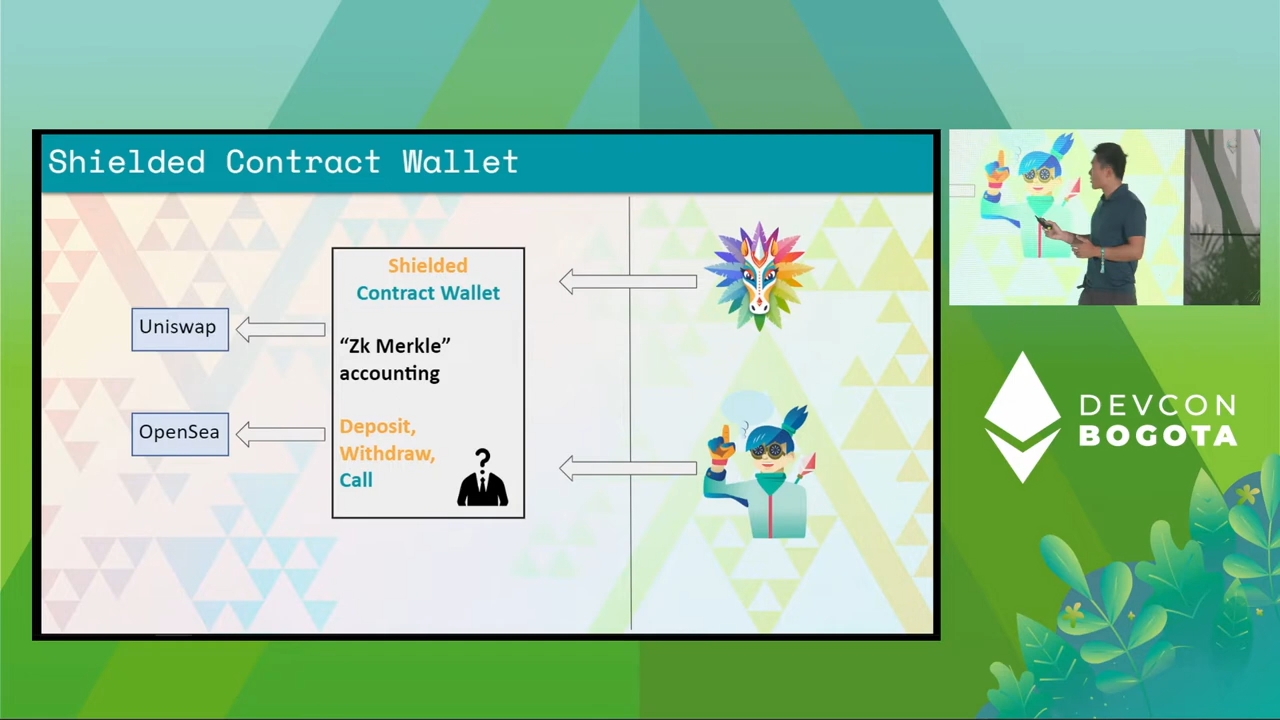 Shielded Contract Wallet
Shielded
Contract Wallet
“Zk Merkle”
accounting
Deposit,
Withdraw,
Call
?
Uniswap
OpenSea
DEVCON
BOGOTA